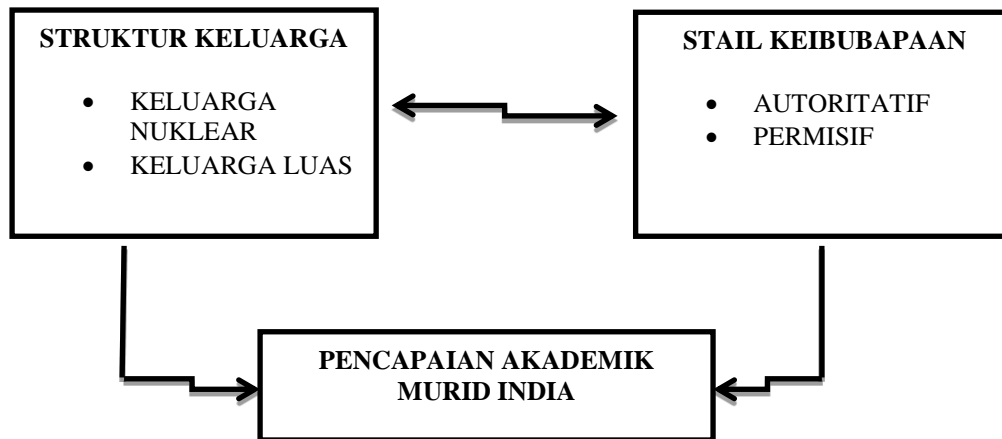 STRUKTUR KELUARGA
• KELUARGA
NUKLEAR
• KELUARGA LUAS
STAIL KEIBUBAPAAN
• AUTORITATIF
• PERMISIF
PENCAPAIAN AKADEMIK
MURID INDIA